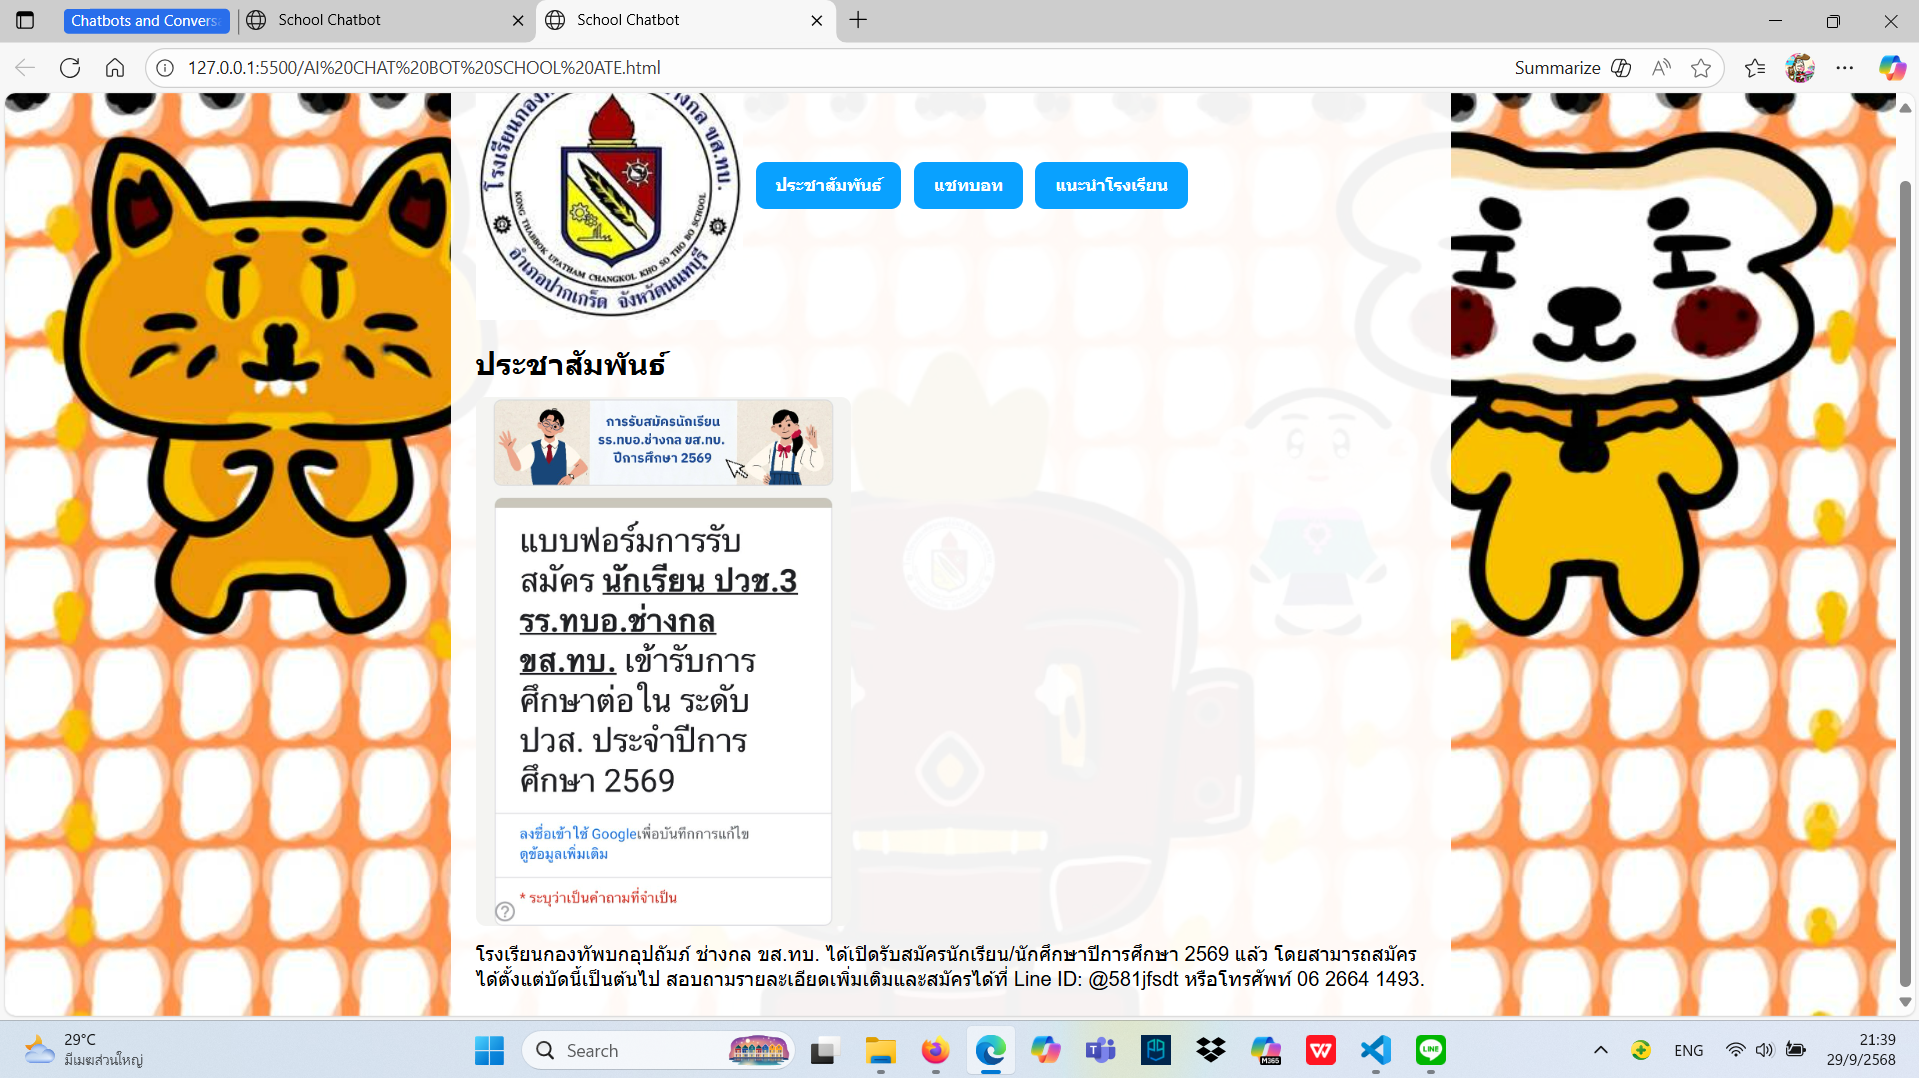 Chatbots and Convers
School Chatbot
School Chatbot
127.0.0.1:5500/AI%20CHAT%20BOT%20SCHOOL%20ATE.html
Summarize
อำเภอปากเกร็ด จังหวัดนนทบุรี
KONG THABBOK UPATHAM CHANGKOL KHO SO THO BO SCHOOL
ประชาสัมพันธ์
แชทบอท
แนะนำโรงเรียน
ประชาสัมพันธ์
การรับสมัครนักเรียน
รร.ทบอ.ช่างกล ขส.ทบ.
ปีการศึกษา 2569
แบบฟอร์มการรับ
สมัคร นักเรียน ปวช.3
รร.ทบอ.ช่างกล
ขส.ทบ. เข้ารับการ
ศึกษาต่อใน ระดับ
ปวส. ประจำปีการ
ศึกษา 2569
ลงชื่อเข้าใช้ Googleเพื่อบันทึกการแก้ไข
ดูข้อมูลเพิ่มเติม
* ระบุว่าเป็นคำถามที่จำเป็น
โรงเรียนกองทัพบกอุปถัมภ์ ช่างกล ขส.ทบ. ได้เปิดรับสมัครนักเรียน/นักศึกษาปีการศึกษา 2569 แล้ว โดยสามารถสมัคร
ได้ตั้งแต่บัดนี้เป็นต้นไป สอบถามรายละเอียดเพิ่มเติมและสมัครได้ที่ Line ID: @581jfsdt หรือโทรศัพท์ 06 2664 1493.
29°C
มีเมฆส่วนใหญ่
Search
M365
LINE
ENG
21:39
29/9/2568